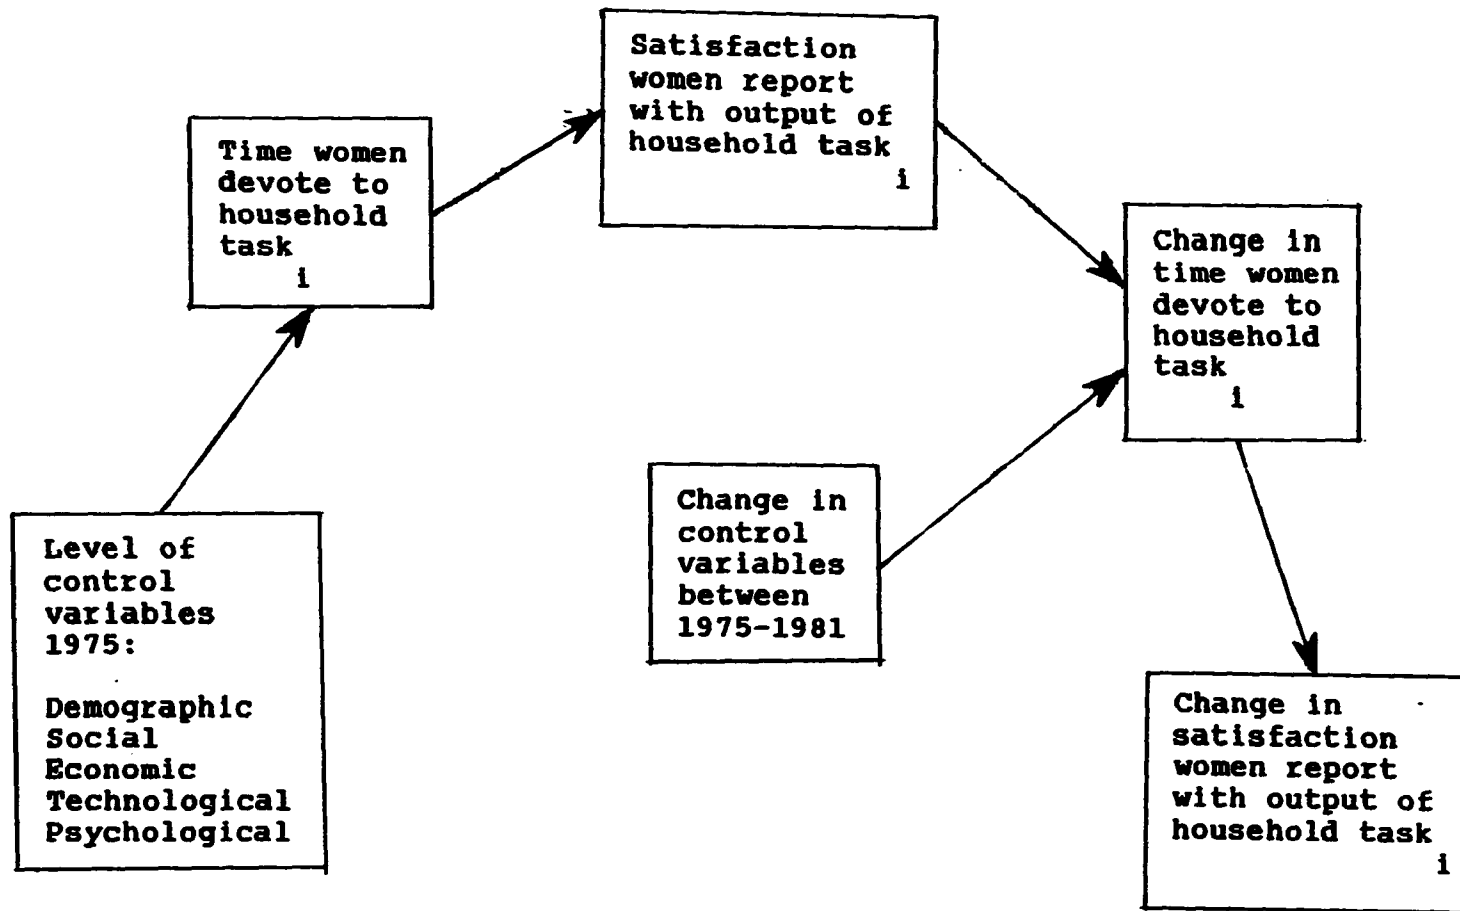 Satisfaction
women report
with output of
household task
i
Time women
devote to
household
task
i
Change in
time women
devote to
household
task
i
Change in
control
variables
between
1975-1981
Level of
control
variables
1975:
Demographic
Social
Economic
Technological
Psychological
Change in
satisfaction
women report
with output of
household task
i